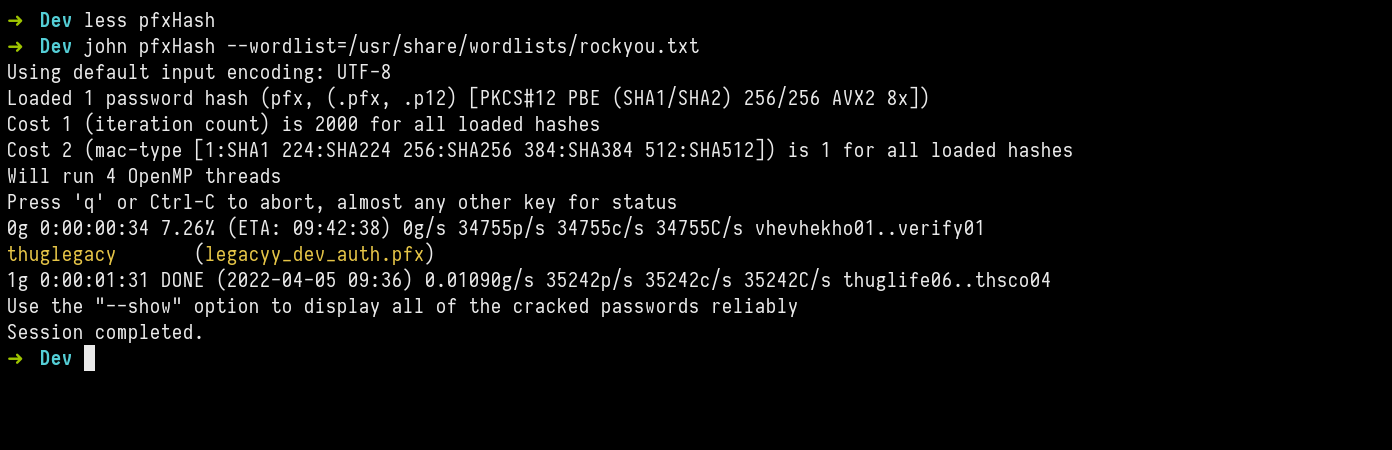 ➜ Dev less pfxHash
➜ Dev john pfxHash --wordlist=/usr/share/wordlists/rockyou.txt
Using default input encoding: UTF-8
Loaded 1 password hash (pfx, (.pfx, .p12) [PKCS#12 PBE (SHA1/SHA2) 256/256 AVX2 8x])
Cost 1 (iteration count) is 2000 for all loaded hashes
Cost 2 (mac-type [1:SHA1 224:SHA224 256:SHA256 384:SHA384 512:SHA512]) is 1 for all loaded hashes
Will run 4 OpenMP threads
Press 'q' or Ctrl-C to abort, almost any other key for status
0g 0:00:00:34 7.26% (ETA: 09:42:38) 0g/s 34755p/s 34755c/s 34755C/s vhevhekho01..verify01
thuglegacy       (legacyy_dev_auth.pfx)
1g 0:00:01:31 DONE (2022-04-05 09:36) 0.01090g/s 35242p/s 35242c/s 35242C/s thuglife06..thsco04
Use the "--show" option to display all of the cracked passwords reliably
Session completed.
➜ Dev